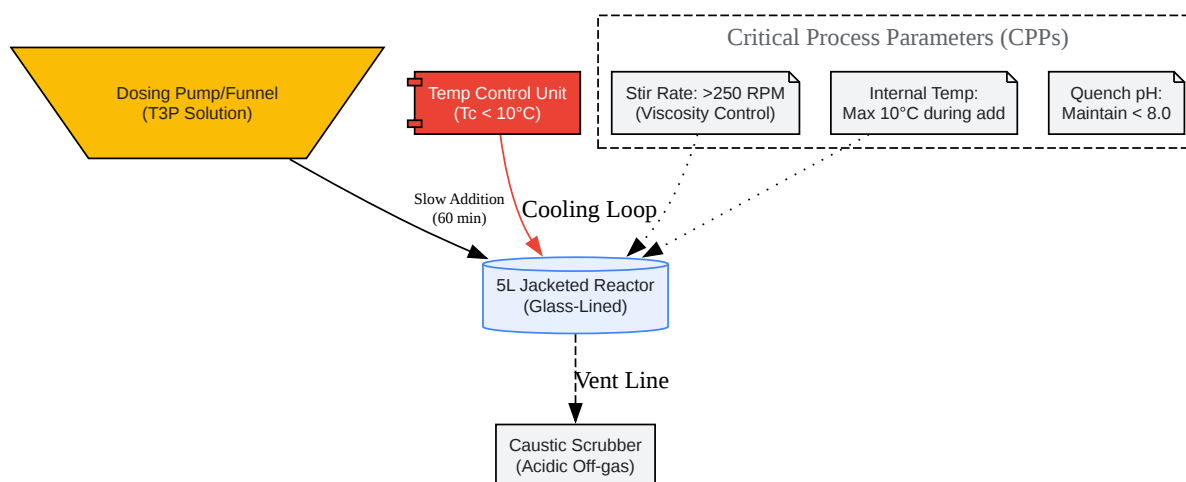 Critical Process Parameters (CPPs)
Dosing Pump/Funnel
(T3P Solution)
Temp Control Unit
(Tc < 10°C)
Stir Rate: >250 RPM
(Viscosity Control)
Internal Temp:
Max 10°C during add
Quench pH:
Maintain < 8.0
Slow Addition
(60 min)
Cooling Loop
5L Jacketed Reactor
(Glass-Lined)
Vent Line
Caustic Scrubber
(Acidic Off-gas)